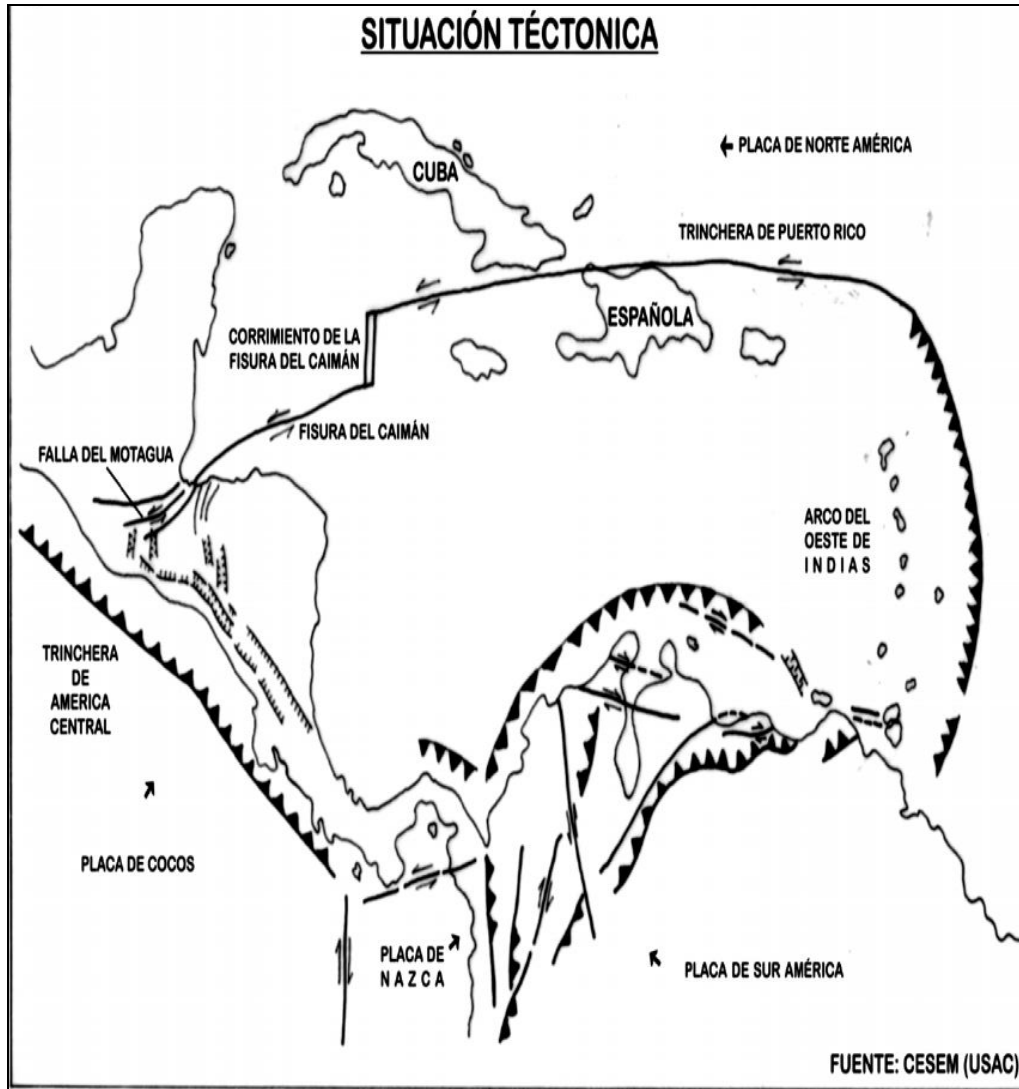 SITUACIÓN TÉCTONICA
PLACA DE NORTE AMÉRICA
CUBA
TRINCHERA DE PUERTO RICO
ESPAÑOLA
CORRIMIENTO DE LA
FISURA DEL CAIMÁN
FISURA DEL CAIMÁN
FALLA DEL MOTAGUA
ARCO DEL
OESTE DE
INDIAS
TRINCHERA
DE
AMERICA
CENTRAL
PLACA DE COCOS
PLACA DE
NAZCA
PLACA DE SUR AMÉRICA
FUENTE: CESEM (USAC)